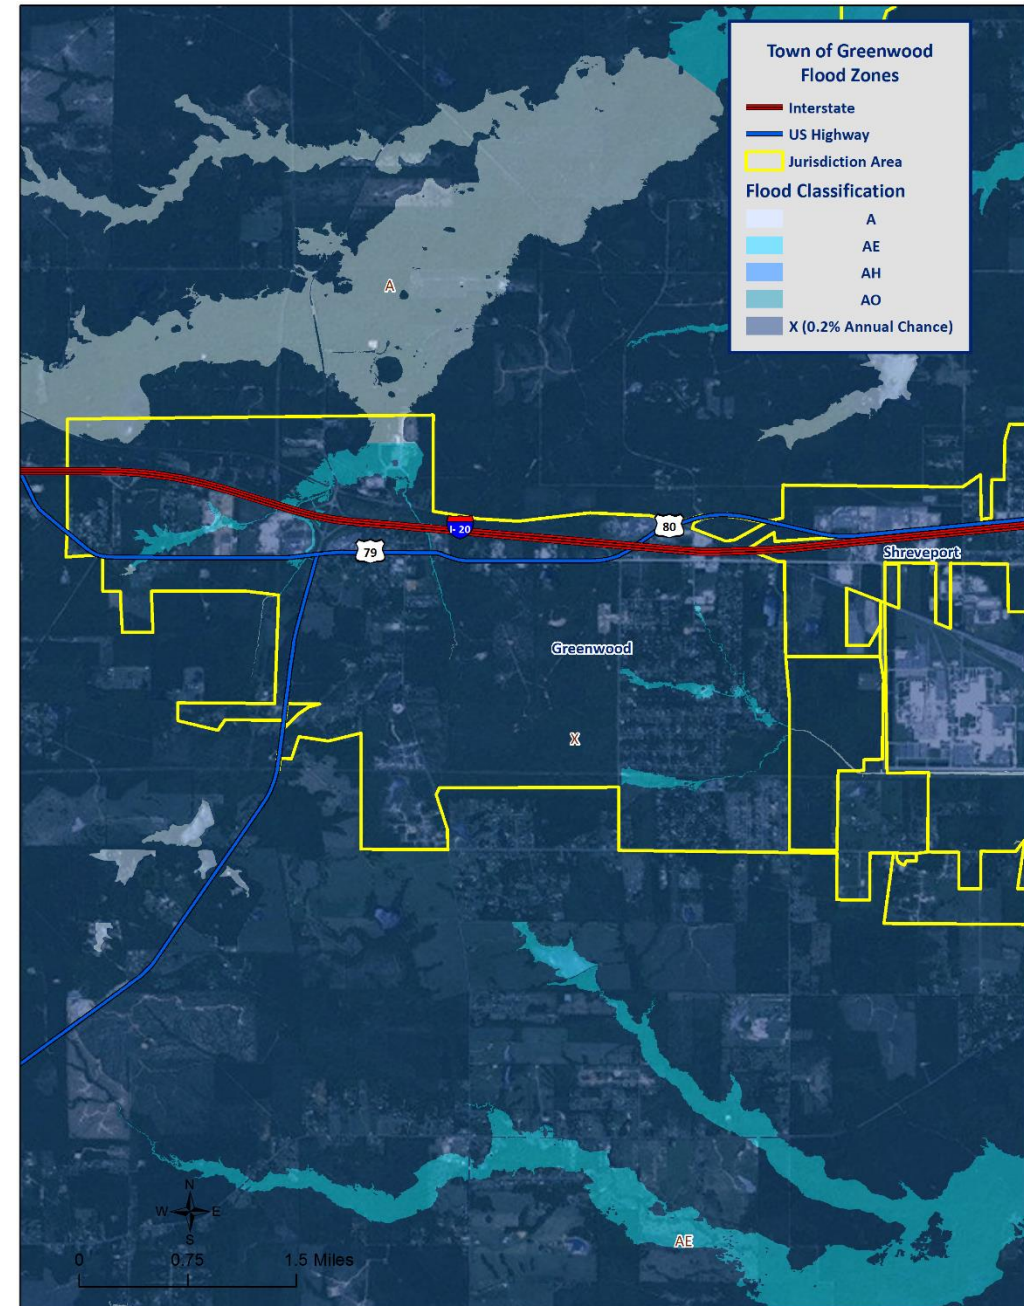 Town of Greenwood
Flood Zones
Interstate
US Highway
Jurisdiction Area
Flood Classification
A
AE
AH
AO
X (0.2% Annual Chance)
A
I-20
80
79
Shreveport
Greenwood
X
AE
N
W E
S
0 0.75 1.5 Miles